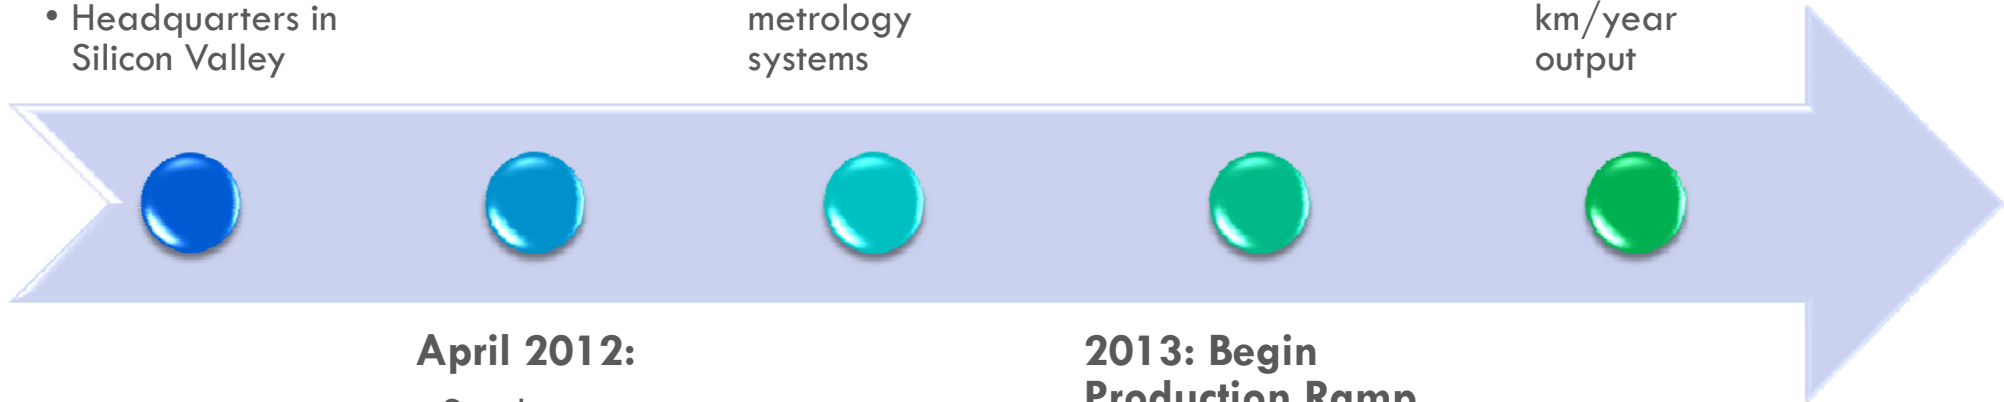 • Headquarters in
Silicon Valley
metrology
systems
km/year
output
April 2012:
2013: Begin
Production Ramp